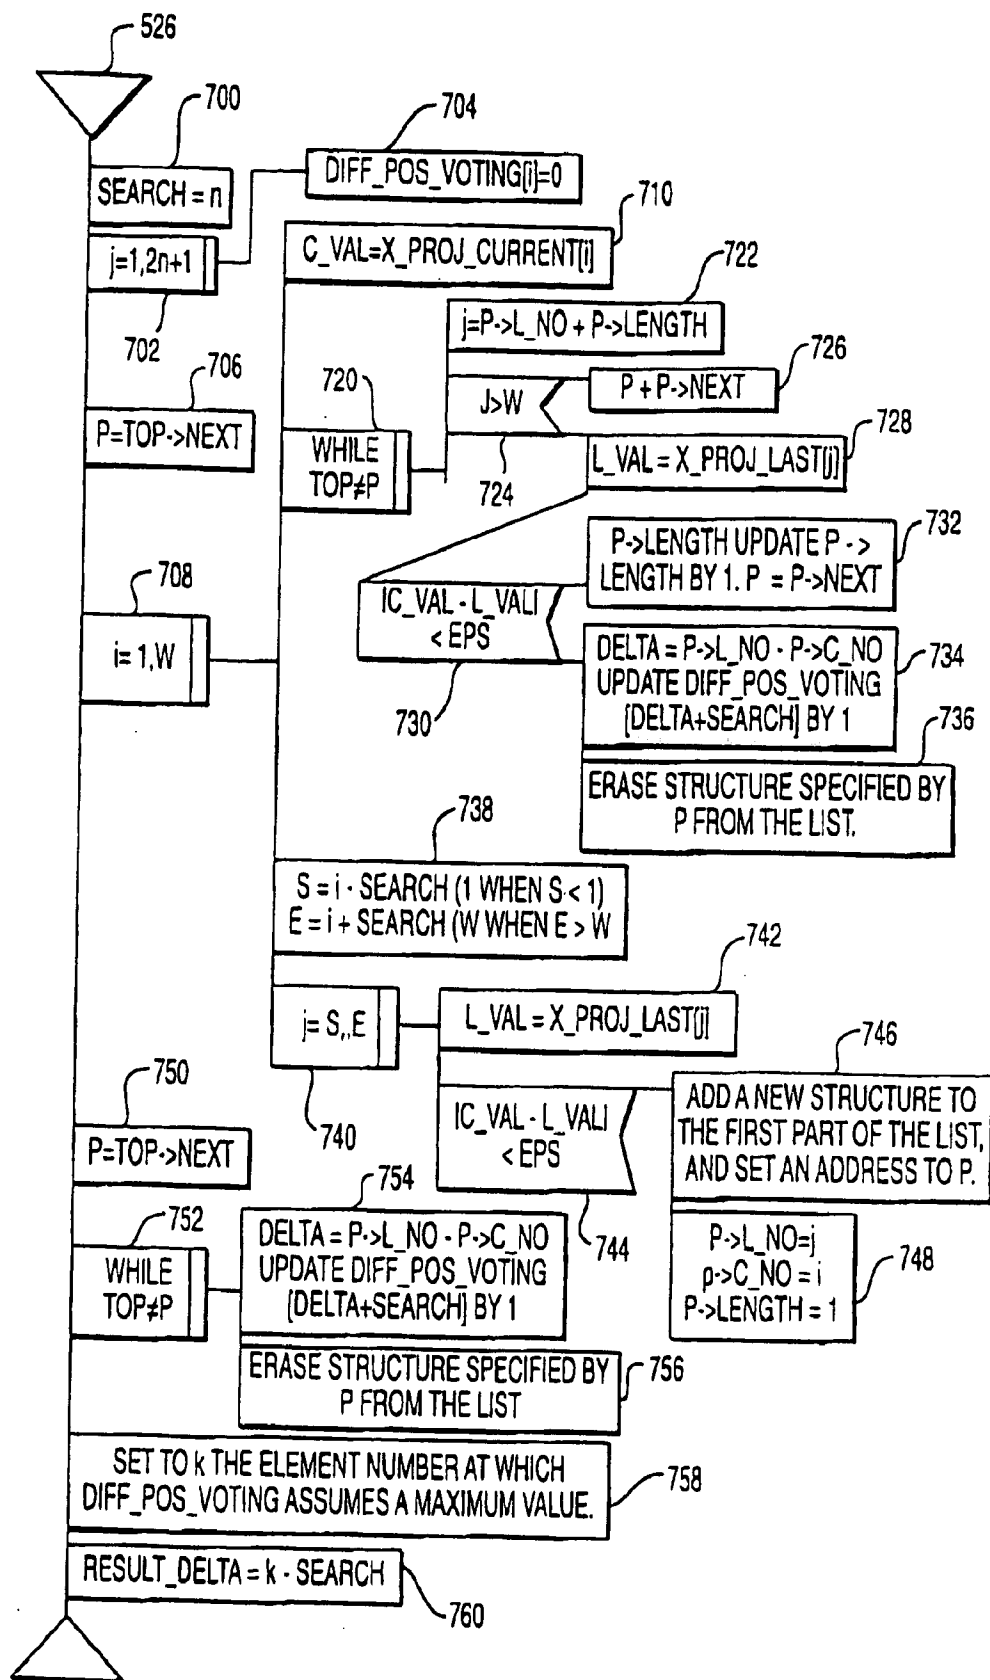 526
700
SEARCH = n
704
DIFF_POS_VOTING[i]=0
j=1,2n+1
702
710
C_VAL=X_PROJ_CURRENT[i]
722
j=P->L_NO + P->LENGTH
706
P=TOP->NEXT
720
WHILE
TOP≠P
J>W
724
726
P + P->NEXT
728
L_VAL = X_PROJ_LAST[j]
732
P->LENGTH UPDATE P ->
LENGTH BY 1. P = P->NEXT
708
i= 1,W
IC_VAL - L_VALI
< EPS
730
DELTA = P->L_NO - P->C_NO
UPDATE DIFF_POS_VOTING
[DELTA+SEARCH] BY 1
734
736
ERASE STRUCTURE SPECIFIED BY
P FROM THE LIST.
738
S = i - SEARCH (1 WHEN S < 1)
E = i + SEARCH (W WHEN E > W
742
j= S,,E
740
L_VAL = X_PROJ_LAST[j]
746
IC_VAL - L_VALI
< EPS
744
ADD A NEW STRUCTURE TO
THE FIRST PART OF THE LIST,
AND SET AN ADDRESS TO P.
P->L_NO=j
p->C_NO = i
P->LENGTH = 1
748
750
P=TOP->NEXT
752
WHILE
TOP≠P
754
DELTA = P->L_NO - P->C_NO
UPDATE DIFF_POS_VOTING
[DELTA+SEARCH] BY 1
ERASE STRUCTURE SPECIFIED BY
P FROM THE LIST
756
SET TO k THE ELEMENT NUMBER AT WHICH
DIFF_POS_VOTING ASSUMES A MAXIMUM VALUE.
758
RESULT_DELTA = k - SEARCH
760